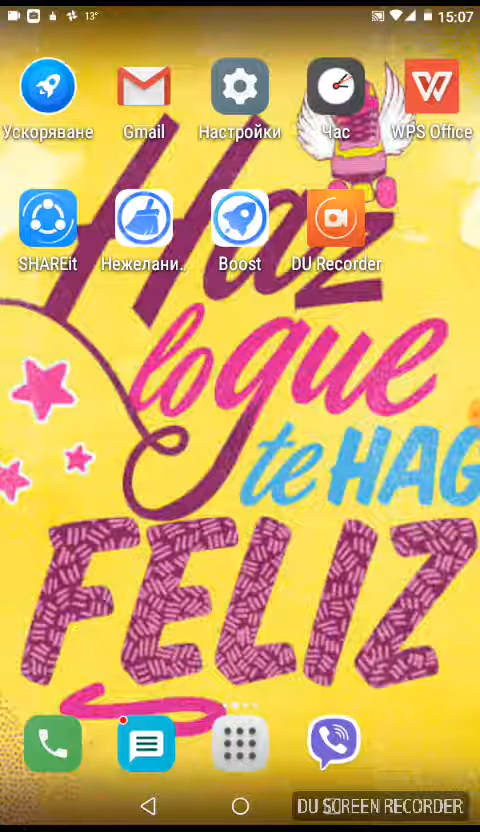 13°
15:07
Ускоряване
Gmail
Настройки
Час
WPS Office
SHAREit
Нежелани..
Boost
DU Recorder
Haz
lo que
te HAG
FELIZ
DU SCREEN RECORDER